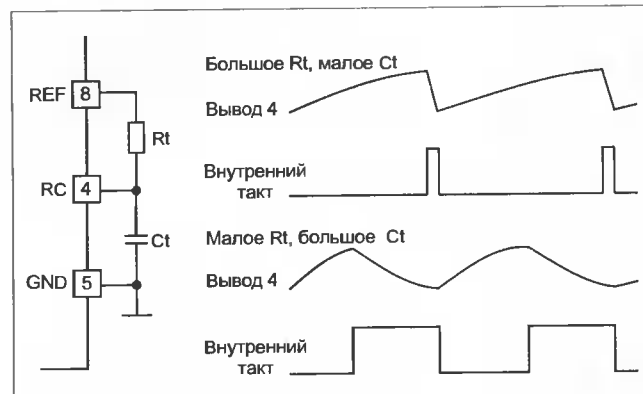 REF 8
Rt
RC 4
Ct
GND 5
Большое Rt, малое Ct
Вывод 4
Внутренний
такт
Малое Rt, большое Ct
Вывод 4
Внутренний
такт